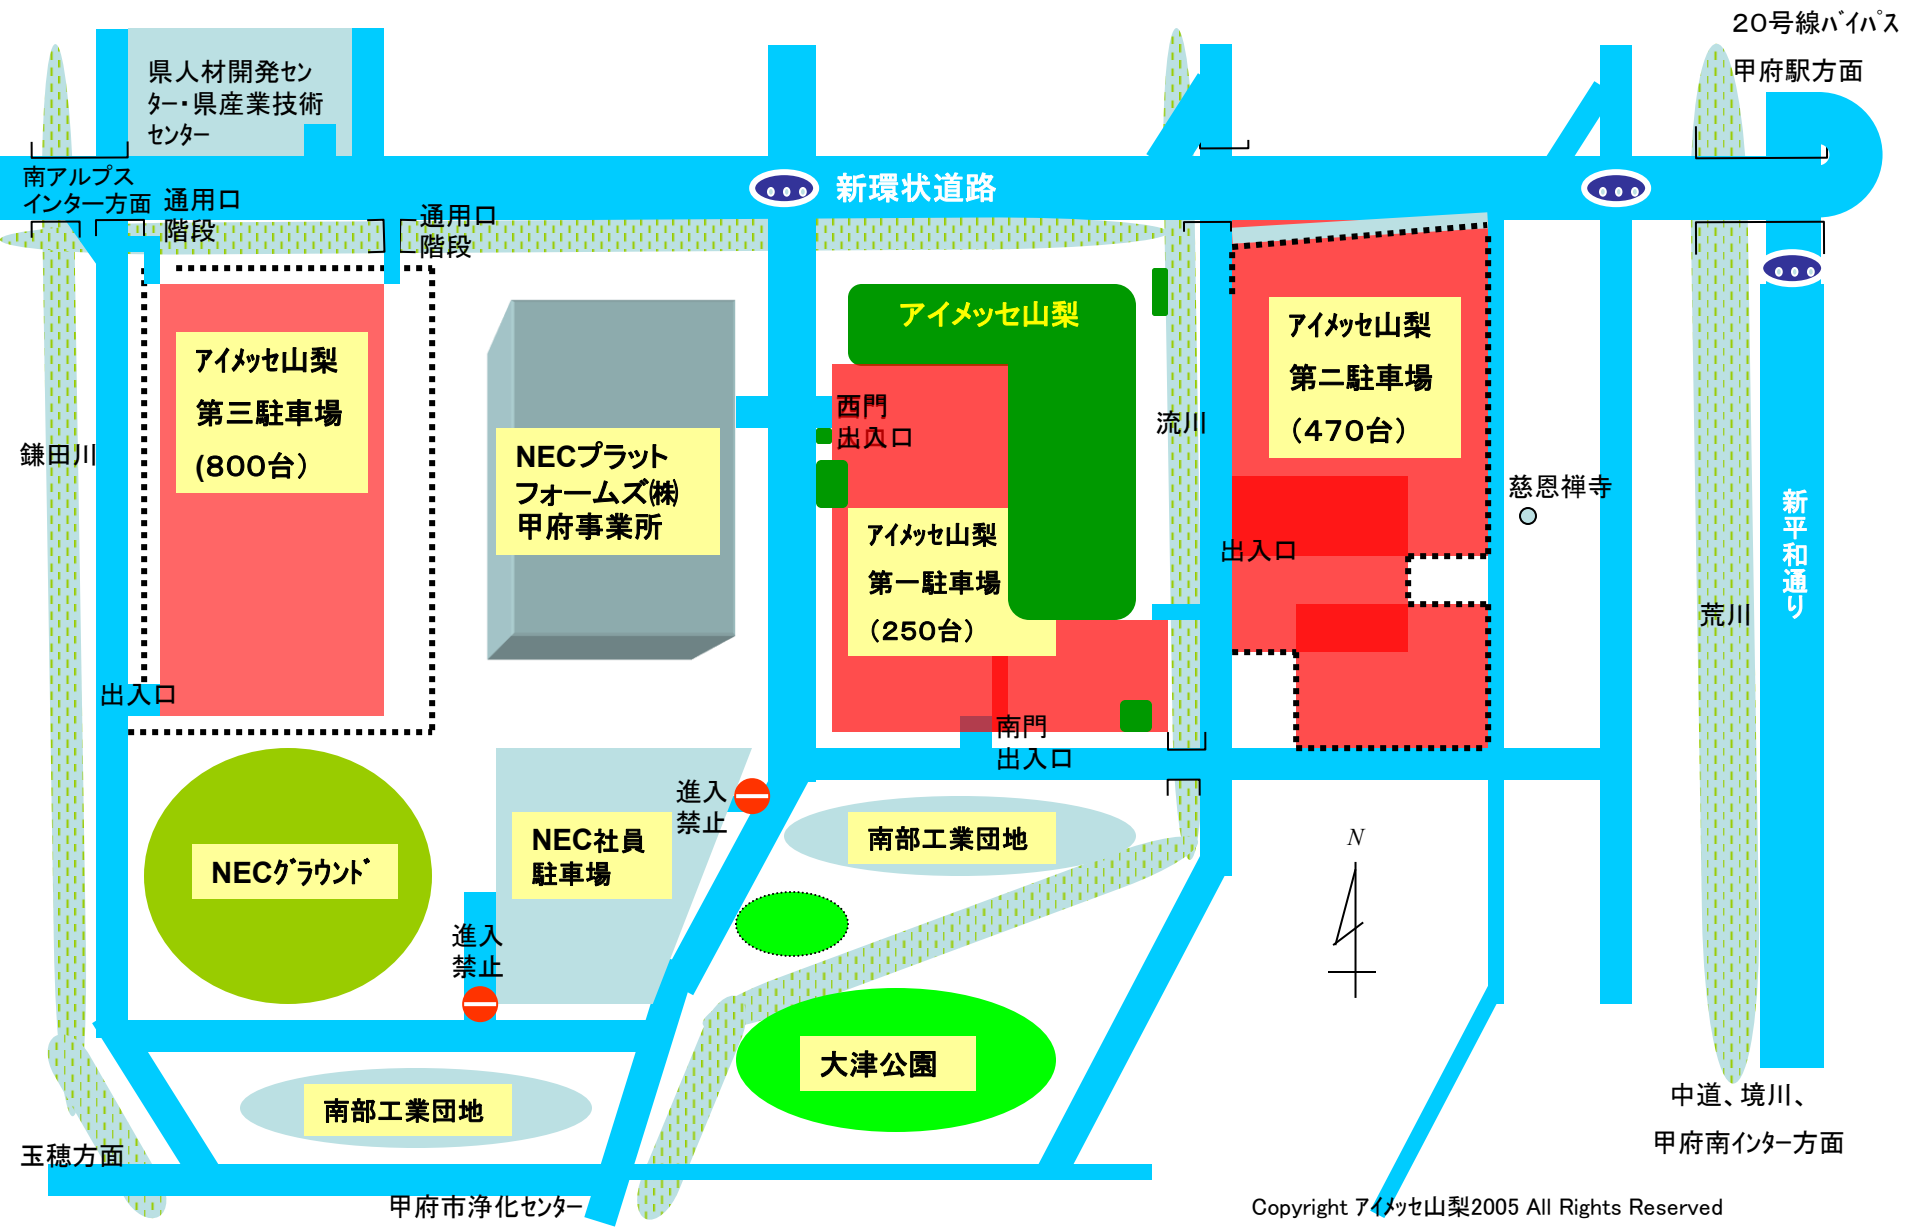 20号線ﾊﾞｲﾊﾟｽ
甲府駅方面
県人材開発ｾﾝ
ﾀｰ・県産業技術
ｾﾝﾀｰ
南アルプス
インター方面
通用口
階段
通用口
階段
新環状道路
アイメッセ山梨
ｱｲﾒｯｾ山梨
第三駐車場
(800台）
ｱｲﾒｯｾ山梨
第二駐車場
（470台）
西門
出入口
流川
鎌田川
NECプラット
フォームズ㈱
甲府事業所
慈恩禅寺
新平和通り
ｱｲﾒｯｾ山梨
第一駐車場
（250台）
出入口
荒川
出入口
南門
出入口
進入
禁止
NEC社員
駐車場
南部工業団地
N
NECｸﾞﾗｳﾝﾄﾞ
進入
禁止
大津公園
南部工業団地
中道、境川、
甲府南ｲﾝﾀｰ方面
玉穂方面
甲府市浄化ｾﾝﾀｰ
Copyright ｱｲﾒｯｾ山梨2005 All Rights Reserved